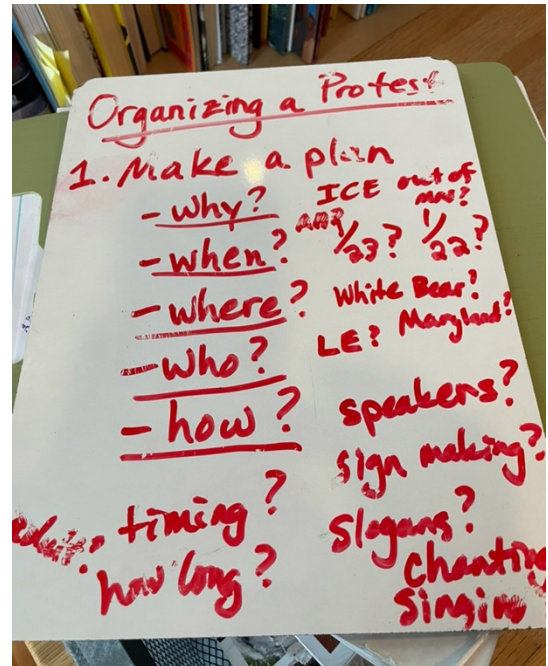 Organizing a Protest
1. Make a plan
- why?
ICE out of
MN?
- when?
1/23? 1/22?
- where?
White Bear?
LE? Maryland?
- who?
- how?
speakers?
sign making?
timing?
slogans?
how long?
chanting
singing